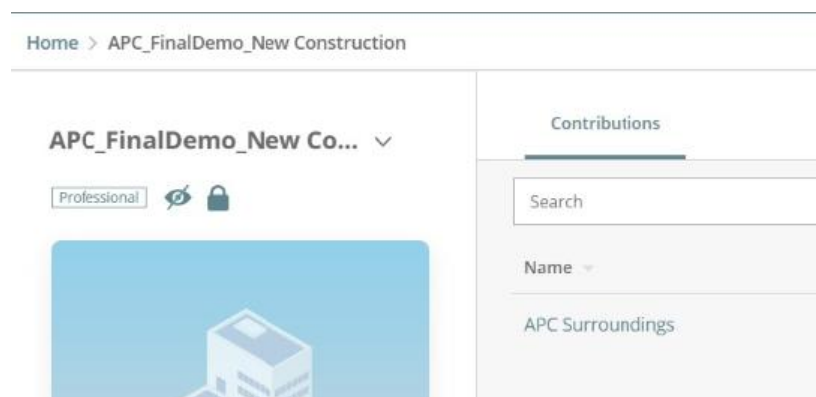 Home > APC_FinalDemo_New Construction
APC_FinalDemo_New Co...
Professional
Contributions
Search
Name
APC Surroundings